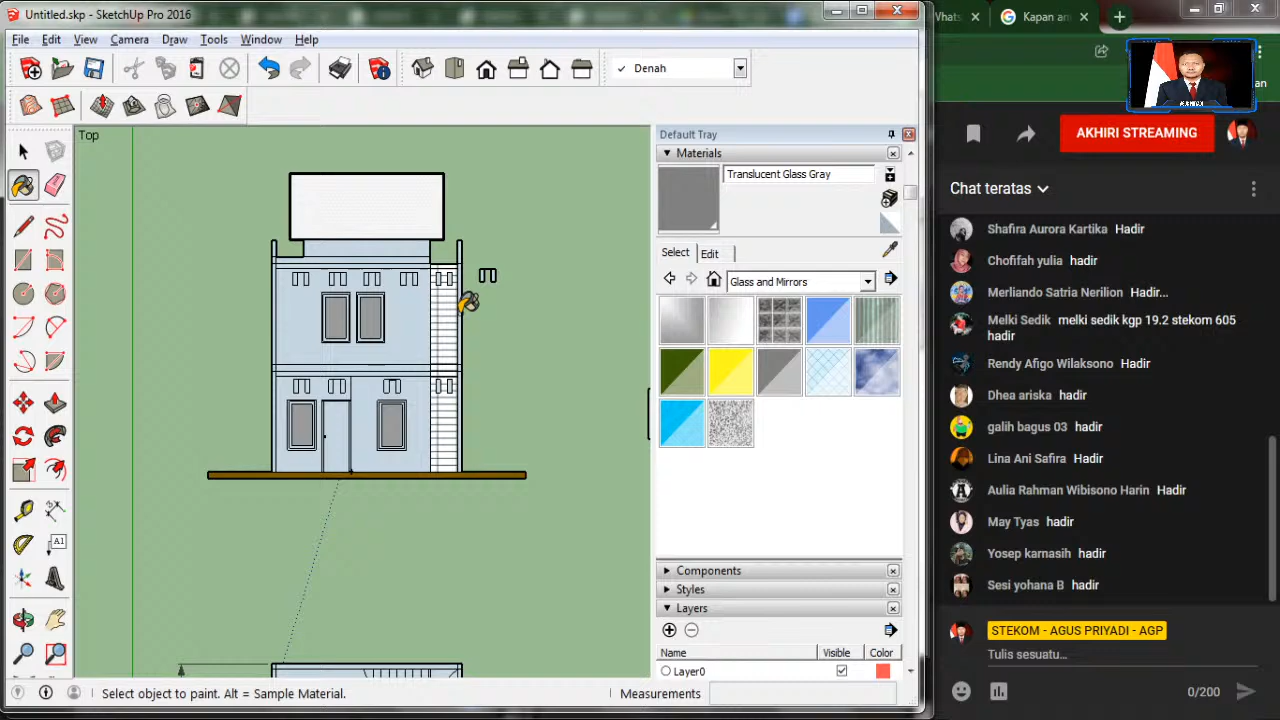 Untitled.skp - SketchUp Pro 2016
File Edit View Camera Draw Tools Window Help
Denah
Top
Default Tray
Materials
Translucent Glass Gray
Select Edit
Glass and Mirrors
Components
Styles
Layers
Name Visible Color
Layer0
A1
Select object to paint. Alt = Sample Material.
Measurements
Whats
Kapan an
an
AKHIRI STREAMING
Chat teratas
Shafira Aurora Kartika Hadir
Chofifah yulia hadir
Merliando Satria Nerilion Hadir...
Melki Sedik melki sedik kgp 19.2 stekom 605
hadir
Rendy Afigo Wilaksono Hadir
Dhea ariska hadir
galih bagus 03 hadir
Lina Ani Safira Hadir
Aulia Rahman Wibisono Harin Hadir
May Tyas hadir
Yosep karnasih hadir
Sesi yohana B hadir
STEKOM - AGUS PRIYADI - AGP
Tulis sesuatu...
0/200